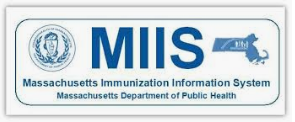 MIIS
Massachusetts Immunization Information System
Massachusetts Department of Public Health